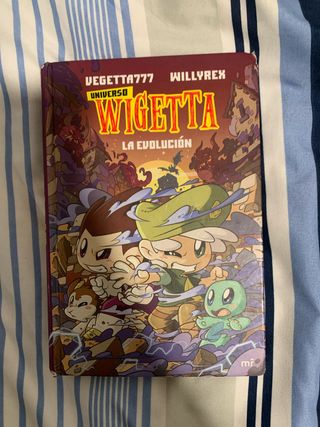 VEGETTA777 WILLYREX
UNIVERSO
WIGETTA
LA EVOLUCIÓN
mr